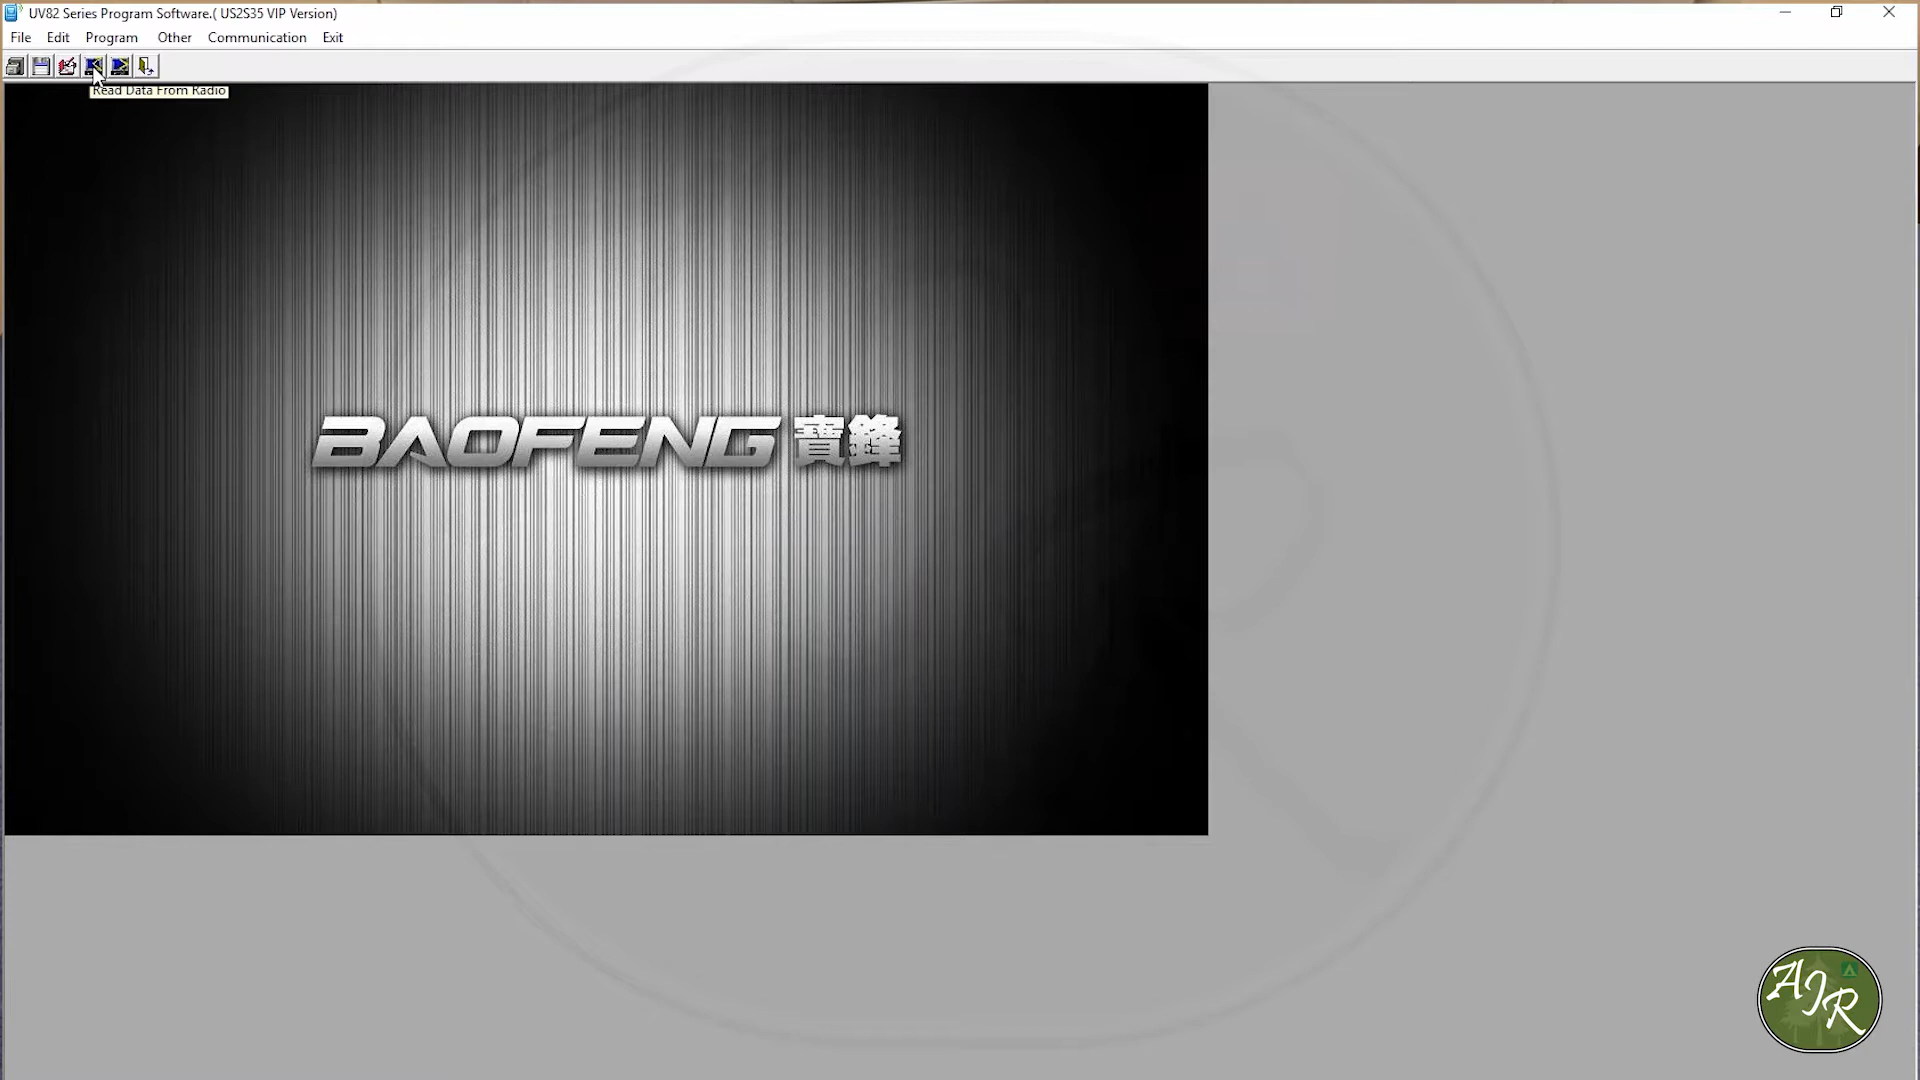 UV82 Series Program Software.( US2S35 VIP Version)
File Edit Program Other Communication Exit
Read Data From Radio
BAOFENG 寶鋒
AJR